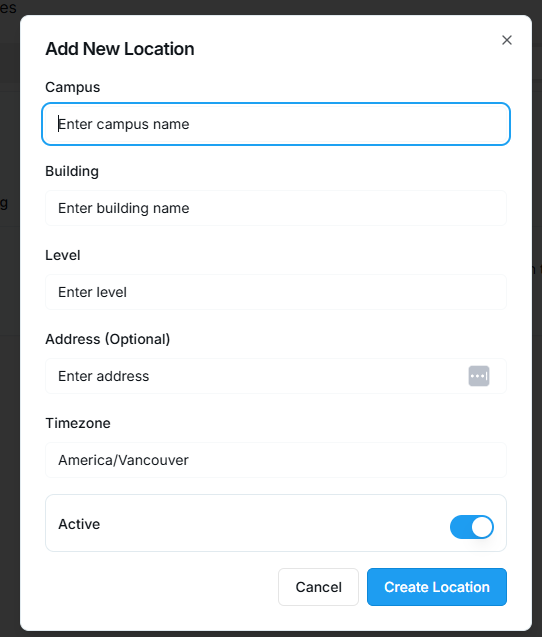 es
Add New Location
Campus
Enter campus name
Building
Enter building name
g
Level
Enter level
Address (Optional)
Enter address
Timezone
America/Vancouver
Active
Cancel
Create Location